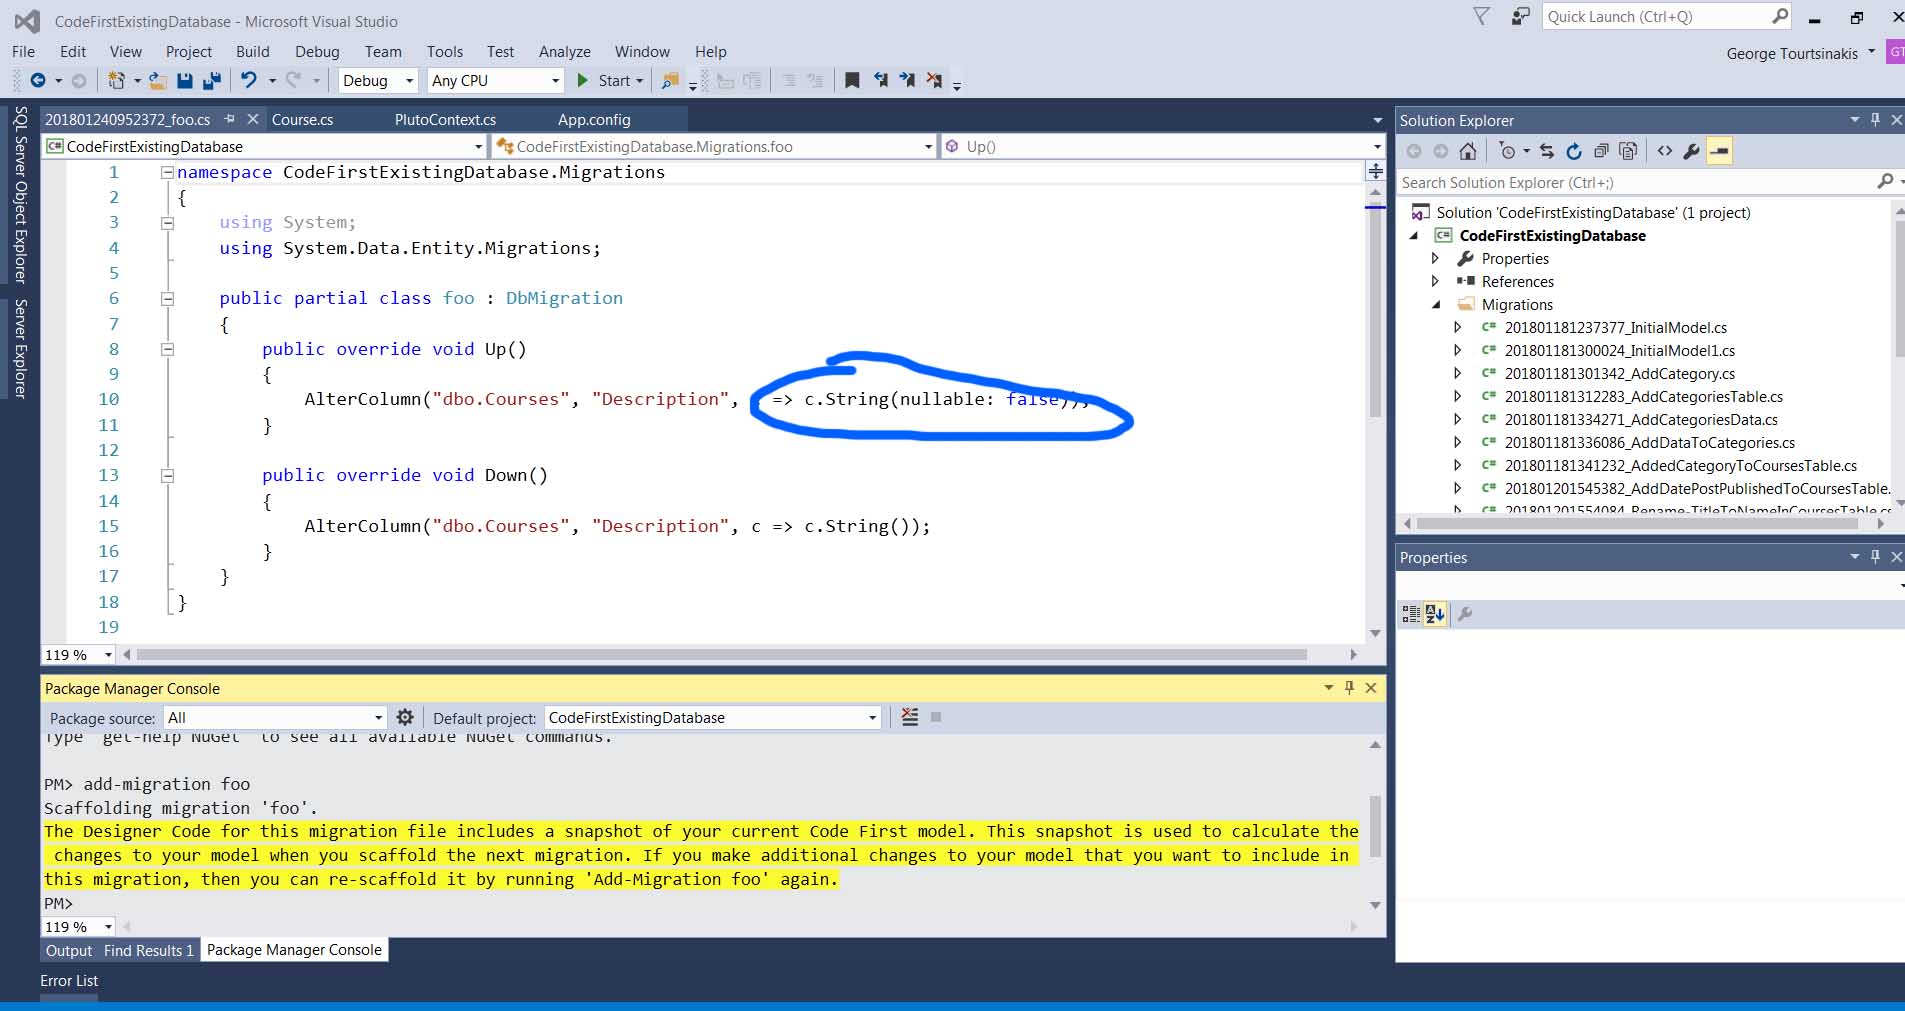 CodeFirstExistingDatabase - Microsoft Visual Studio
Quick Launch (Ctrl+Q)
File Edit View Project Build Debug Team Tools Test Analyze Window Help
George Tourtsinakis GT
Debug Any CPU Start
SQL Server Object Explorer
Server Explorer
201801240952372_foo.cs Course.cs PlutoContext.cs App.config
CodeFirstExistingDatabase CodeFirstExistingDatabase.Migrations.foo Up()
1 namespace CodeFirstExistingDatabase.Migrations
2 {
3 using System;
4 using System.Data.Entity.Migrations;
5
6 public partial class foo : DbMigration
7 {
8 public override void Up()
9 {
10 AlterColumn("dbo.Courses", "Description", => c.String(nullable: false));
11 }
12
13 public override void Down()
14 {
15 AlterColumn("dbo.Courses", "Description", c => c.String());
16 }
17 }
18 }
19
119 %
Package Manager Console
Package source: All Default project: CodeFirstExistingDatabase
Type 'get-help NuGet' to see all available NuGet commands.
PM> add-migration foo
Scaffolding migration 'foo'.
The Designer Code for this migration file includes a snapshot of your current Code First model. This snapshot is used to calculate the
changes to your model when you scaffold the next migration. If you make additional changes to your model that you want to include in
this migration, then you can re-scaffold it by running 'Add-Migration foo' again.
PM>
119 %
Output Find Results 1 Package Manager Console
Error List
Solution Explorer
Search Solution Explorer (Ctrl+;)
Solution 'CodeFirstExistingDatabase' (1 project)
C# CodeFirstExistingDatabase
Properties
References
Migrations
C# 201801181237377_InitialModel.cs
C# 201801181300024_InitialModel1.cs
C# 201801181301342_AddCategory.cs
C# 201801181312283_AddCategoriesTable.cs
C# 201801181334271_AddCategoriesData.cs
C# 201801181336086_AddDataToCategories.cs
C# 201801181341232_AddedCategoryToCoursesTable.cs
C# 201801201545382_AddDatePostPublishedToCoursesTable.
C# 201801201554084_Rename-TitleToNameInCoursesTable.cs
Properties